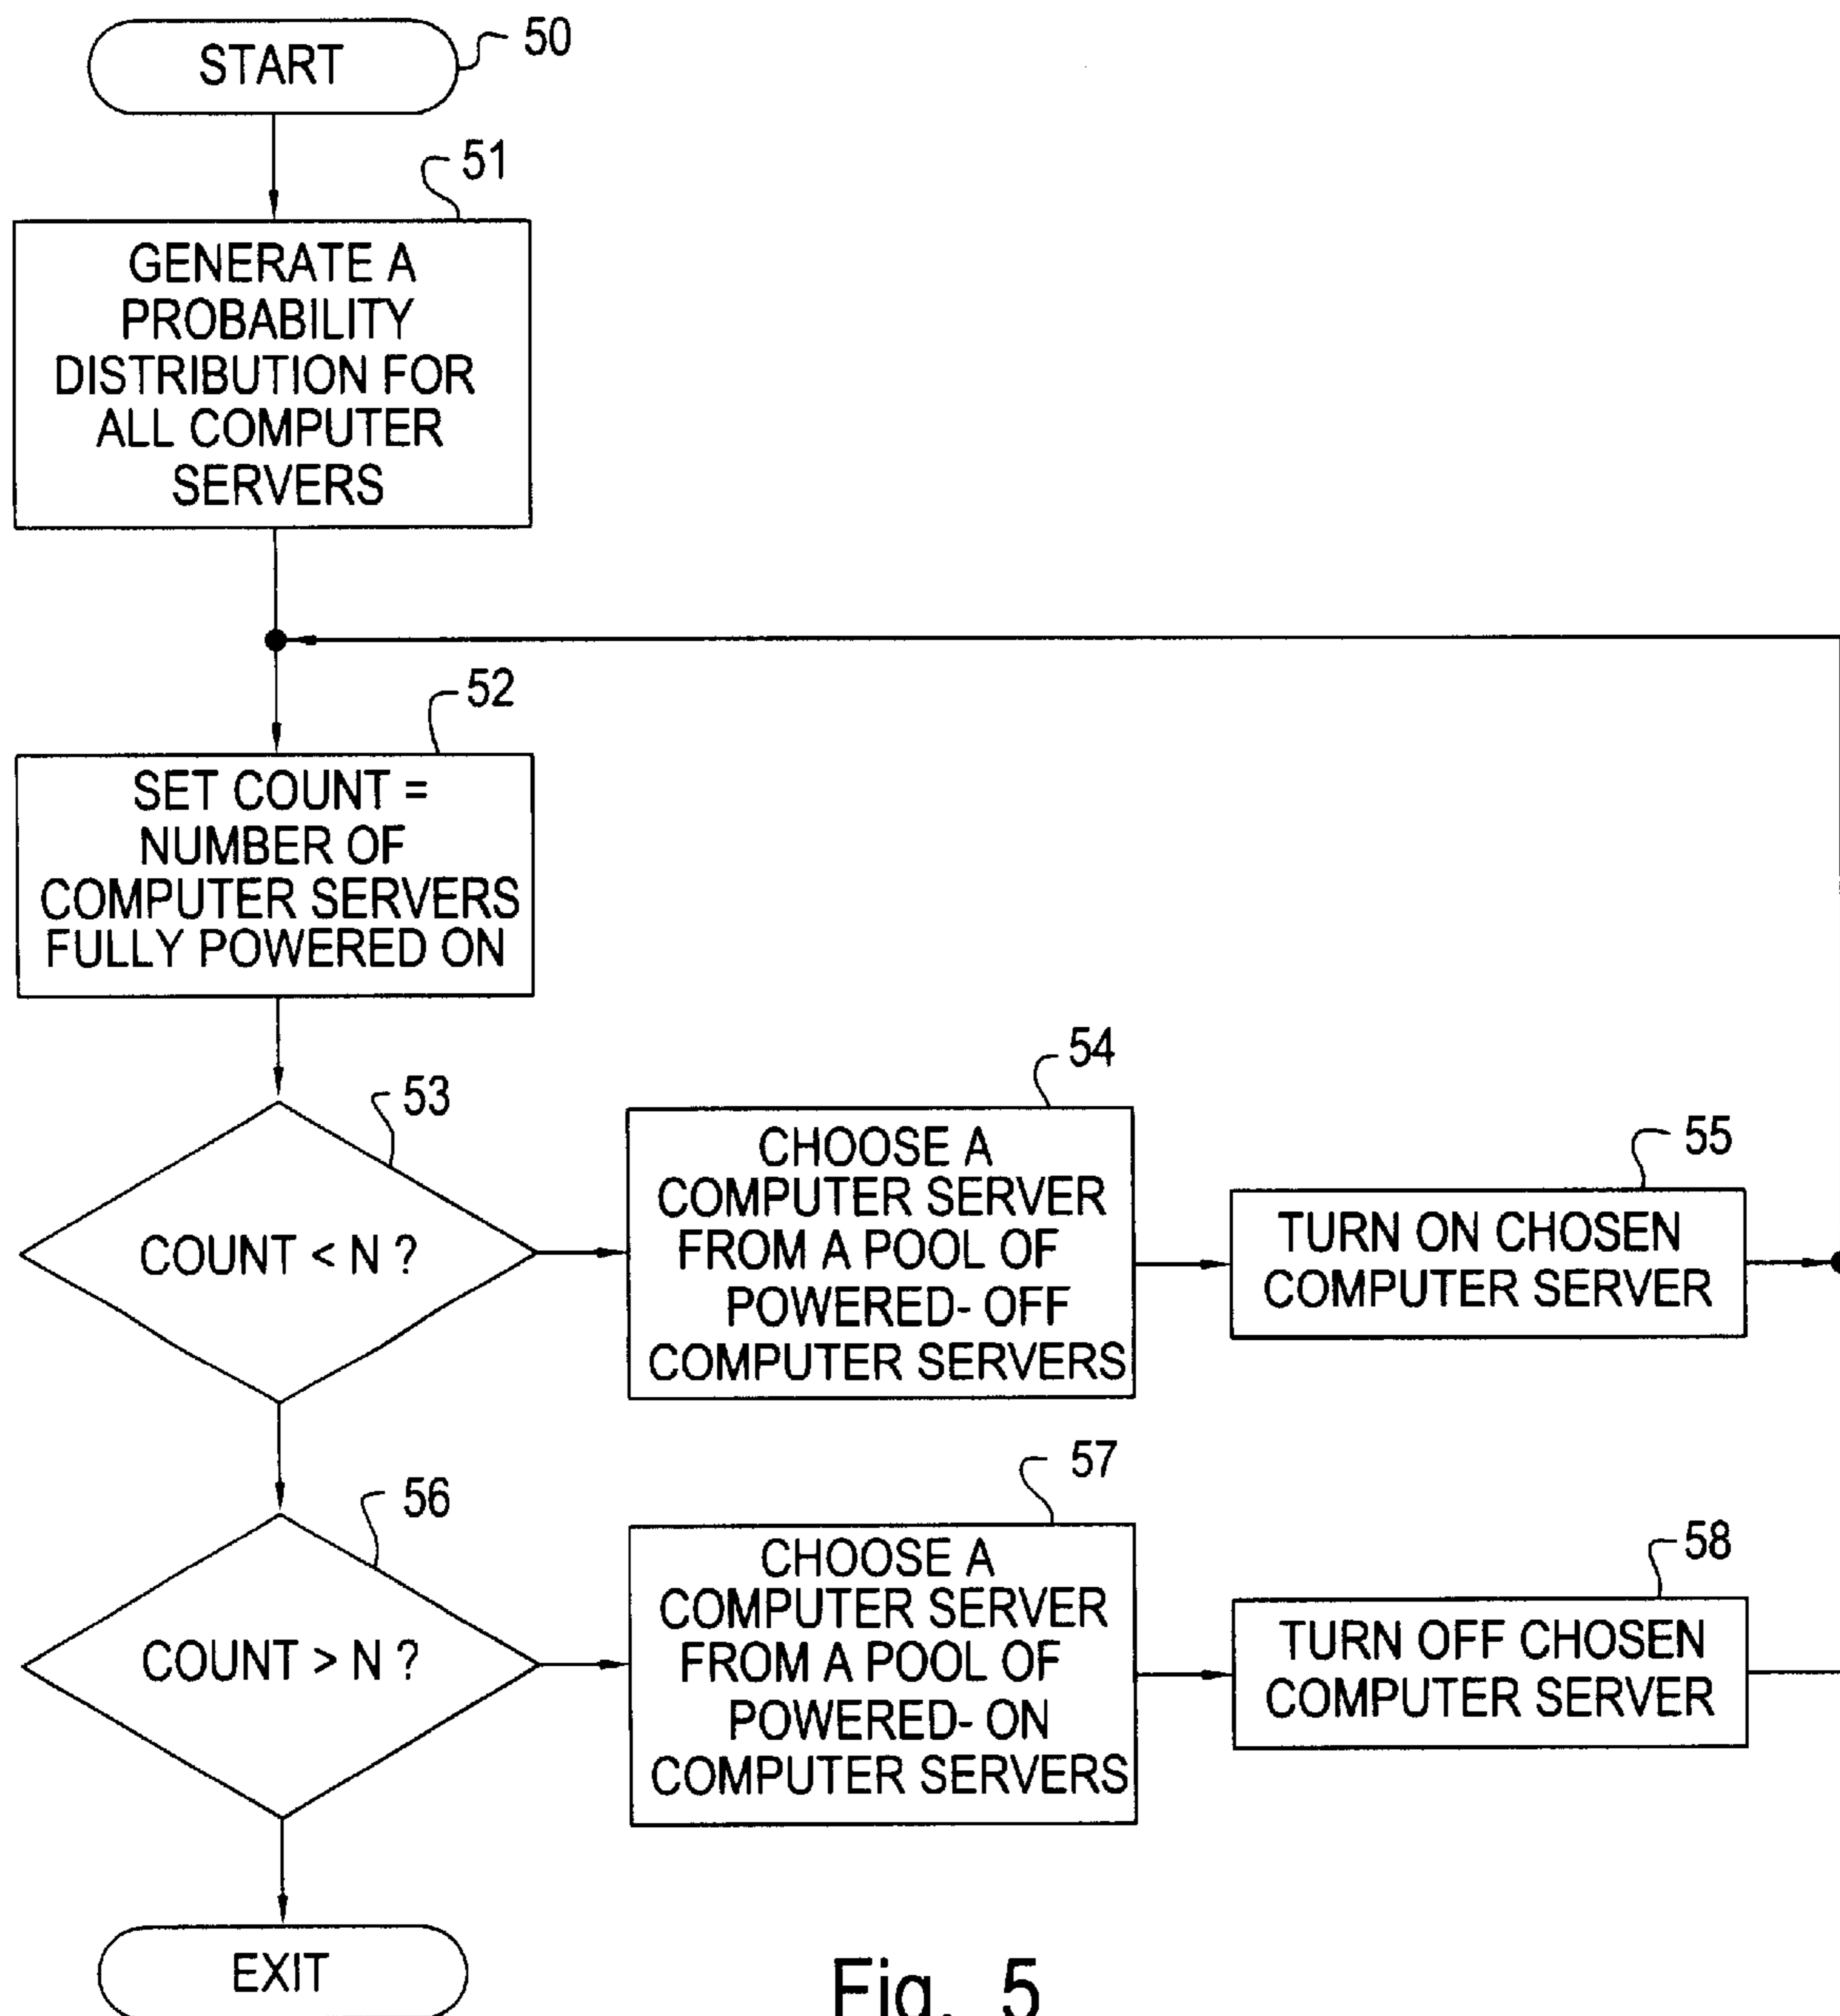 START
50
51
GENERATE A
PROBABILITY
DISTRIBUTION FOR
ALL COMPUTER
SERVERS
52
SET COUNT =
NUMBER OF
COMPUTER SERVERS
FULLY POWERED ON
53
COUNT < N ?
54
CHOOSE A
COMPUTER SERVER
FROM A POOL OF
POWERED- OFF
COMPUTER SERVERS
55
TURN ON CHOSEN
COMPUTER SERVER
56
COUNT > N ?
57
CHOOSE A
COMPUTER SERVER
FROM A POOL OF
POWERED- ON
COMPUTER SERVERS
58
TURN OFF CHOSEN
COMPUTER SERVER
EXIT
Fig. 5